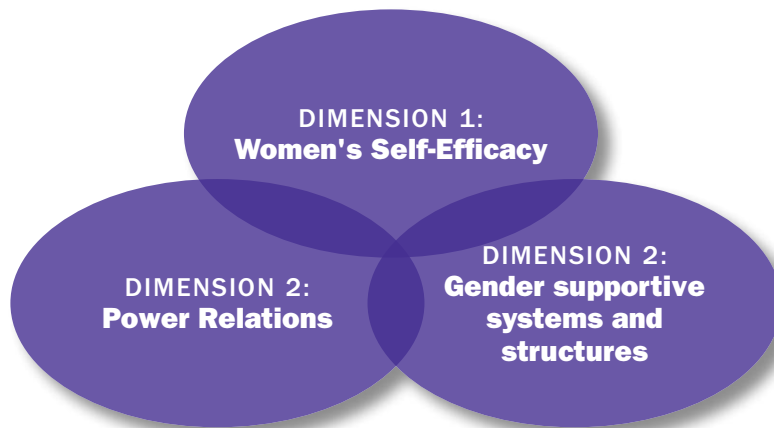 DIMENSION 1:
Women's Self-Efficacy
DIMENSION 2:
Power Relations
DIMENSION 2:
Gender supportive
systems and
structures